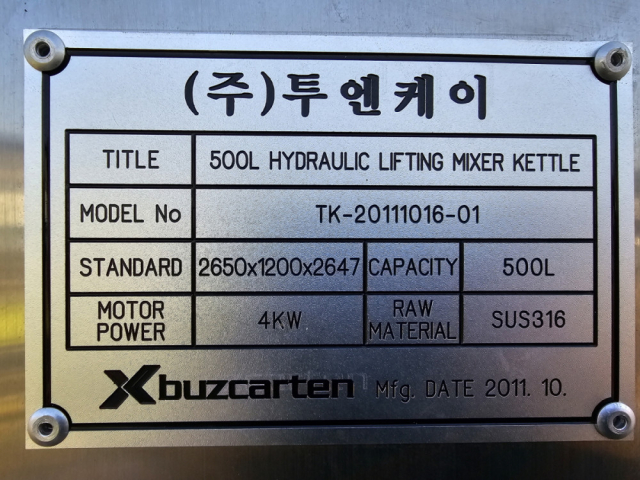 (주)투엔케이
TITLE 500L HYDRAULIC LIFTING MIXER KETTLE
MODEL No TK-20111016-01
STANDARD 2650x1200x2647 CAPACITY 500L
MOTOR POWER 4KW RAW MATERIAL SUS316
Xbuzcarten Mfg. DATE 2011. 10.